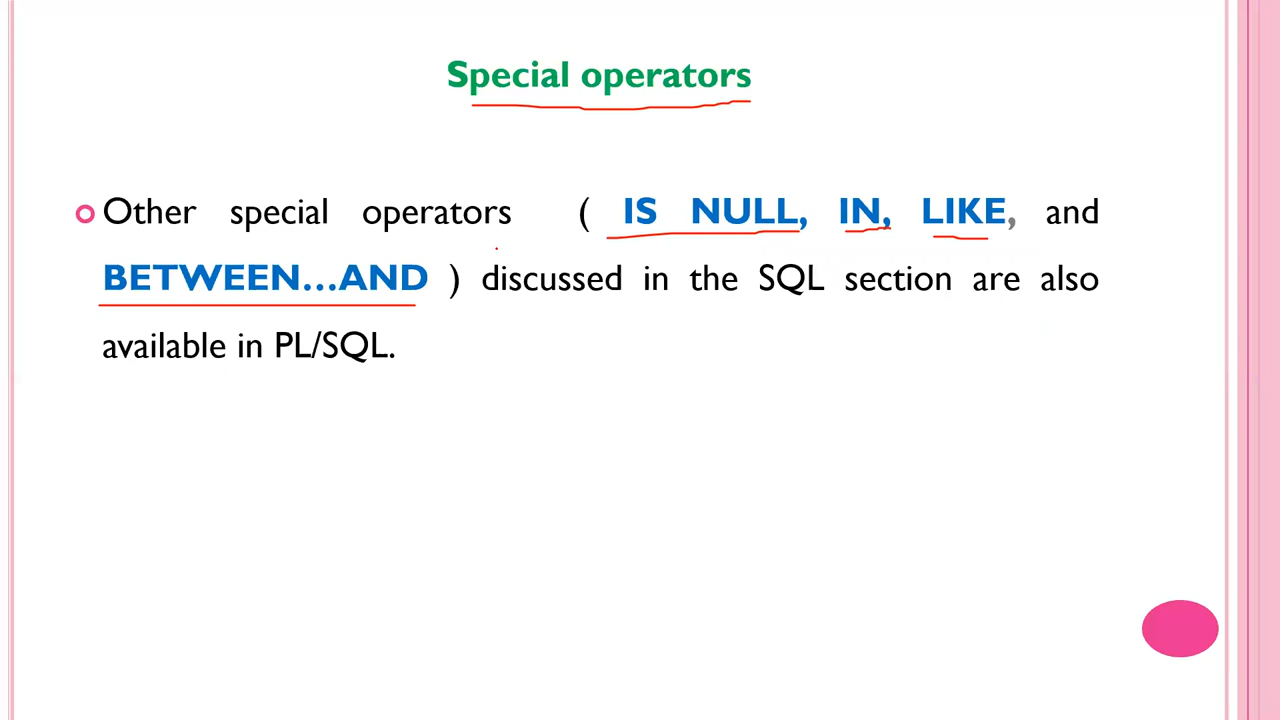 Special operators
Other special operators ( IS NULL, IN, LIKE, and
BETWEEN...AND ) discussed in the SQL section are also
available in PL/SQL.